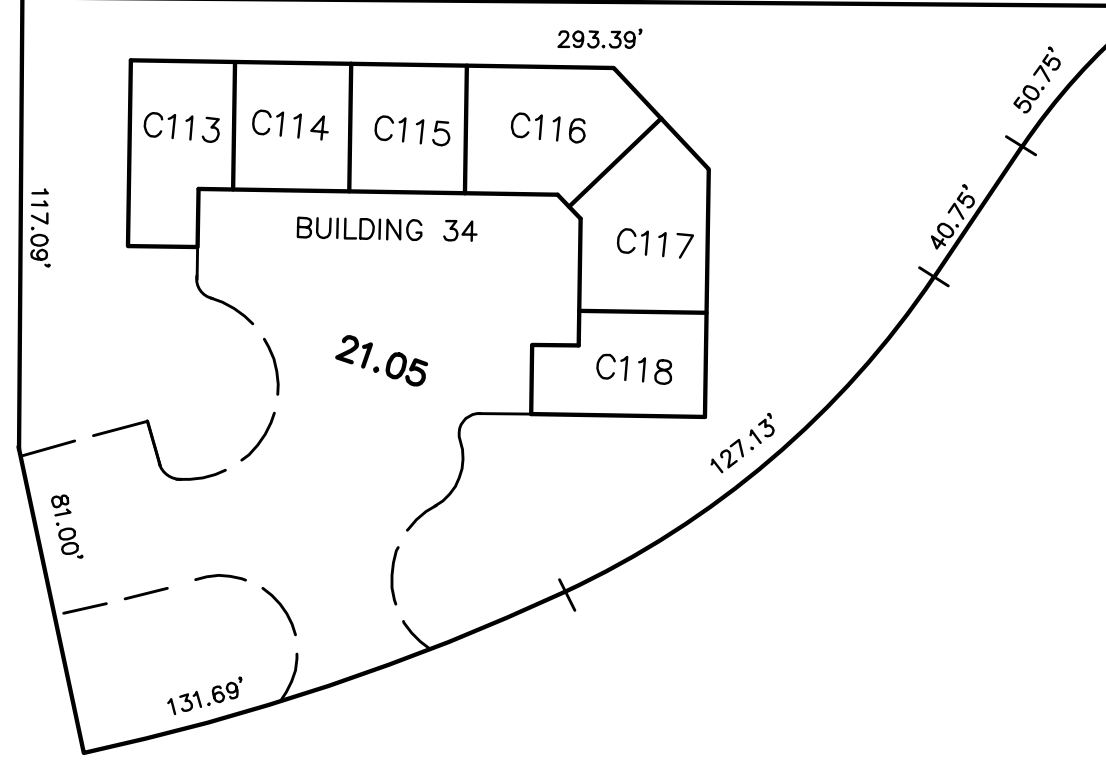 293.39'
50.75'
C113
C114
C115
C116
117.09'
40.75'
BUILDING 34
C117
21.05
C118
127.13'
81.00'
131.69'